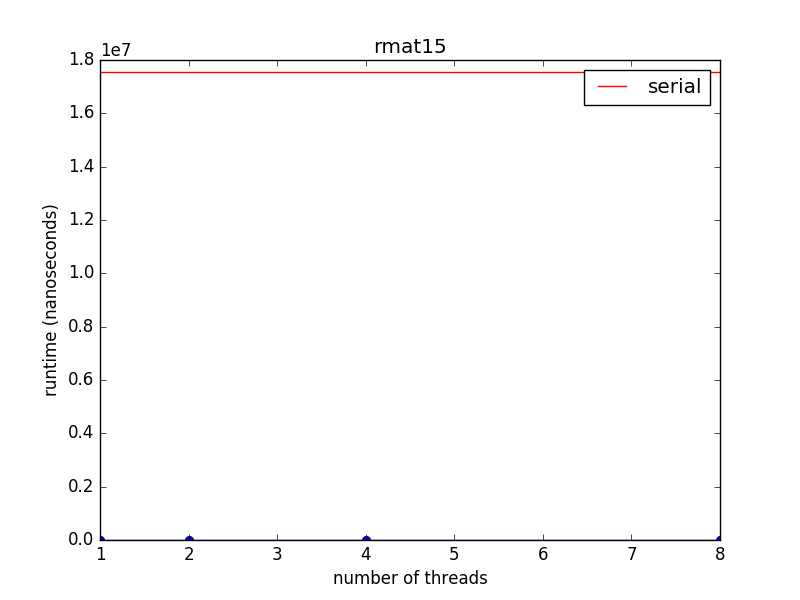 rmat15
1e7
1.8
1.6
1.4
1.2
1.0
0.8
0.6
0.4
0.2
0.0
runtime (nanoseconds)
serial
1 2 3 4 5 6 7 8
number of threads